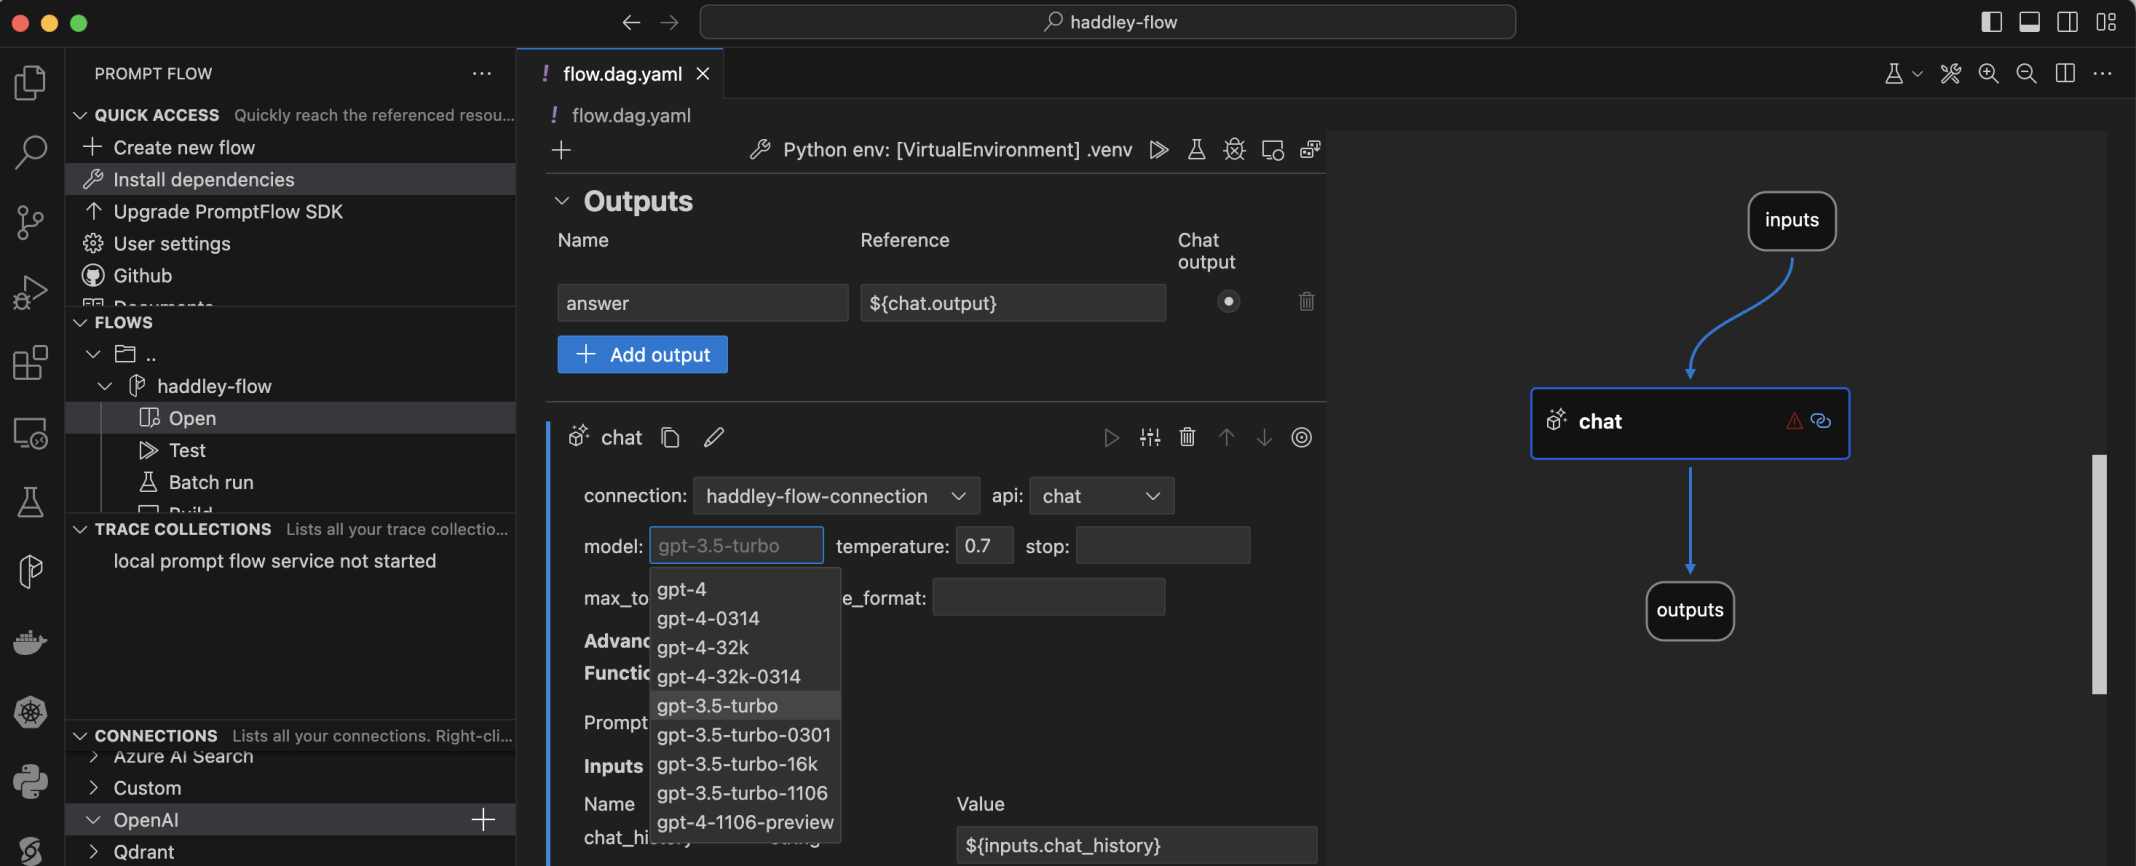 haddley-flow
PROMPT FLOW
QUICK ACCESS Quickly reach the referenced resou...
Create new flow
Install dependencies
Upgrade PromptFlow SDK
User settings
Github
Documents
FLOWS
..
haddley-flow
Open
Test
Batch run
Build
TRACE COLLECTIONS Lists all your trace collectio...
local prompt flow service not started
CONNECTIONS Lists all your connections. Right-cli...
Azure AI Search
Custom
OpenAI
Qdrant
! flow.dag.yaml
! flow.dag.yaml
Python env: [VirtualEnvironment] .venv
Outputs
Name Reference Chat output
answer ${chat.output}
Add output
chat
connection: haddley-flow-connection api: chat
model: gpt-3.5-turbo temperature: 0.7 stop:
max_to e_format:
Advanc
Functio
Prompt
Inputs
Name Value
chat_hi string ${inputs.chat_history}
gpt-4
gpt-4-0314
gpt-4-32k
gpt-4-32k-0314
gpt-3.5-turbo
gpt-3.5-turbo-0301
gpt-3.5-turbo-16k
gpt-3.5-turbo-1106
gpt-4-1106-preview
inputs
chat
outputs